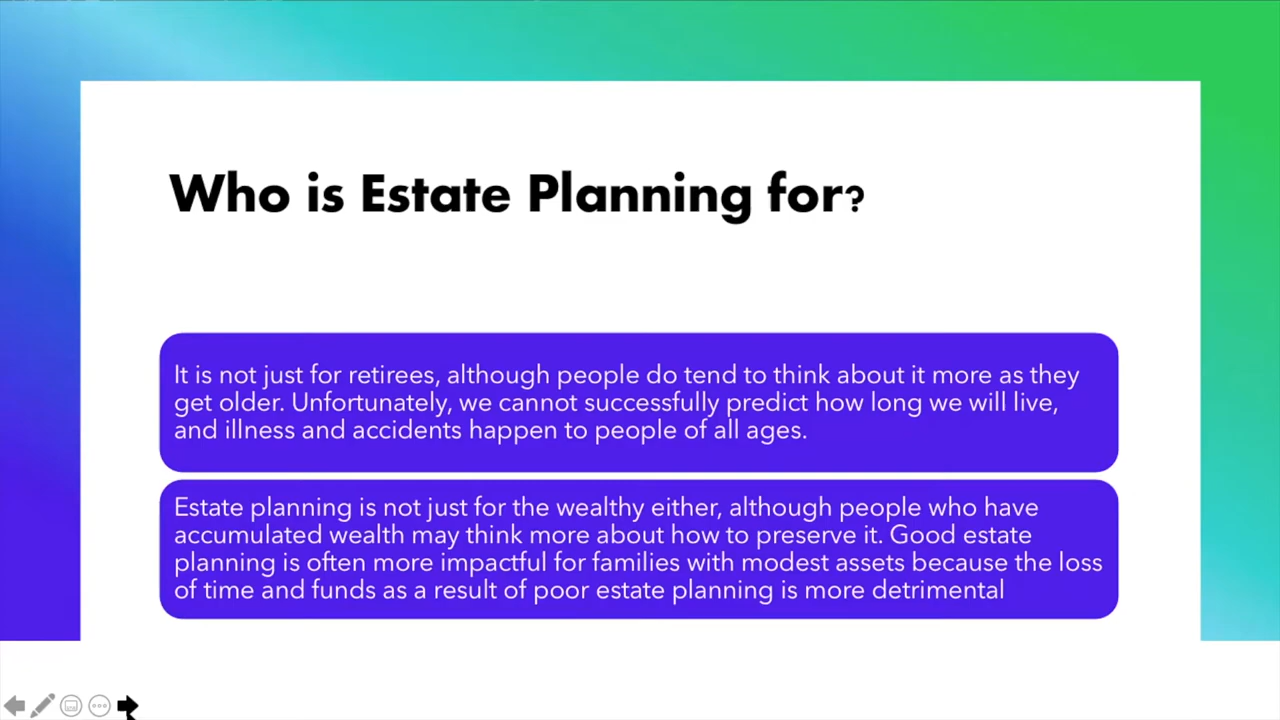 Who is Estate Planning for?
It is not just for retirees, although people do tend to think about it more as they
get older. Unfortunately, we cannot successfully predict how long we will live,
and illness and accidents happen to people of all ages.
Estate planning is not just for the wealthy either, although people who have
accumulated wealth may think more about how to preserve it. Good estate
planning is often more impactful for families with modest assets because the loss
of time and funds as a result of poor estate planning is more detrimental